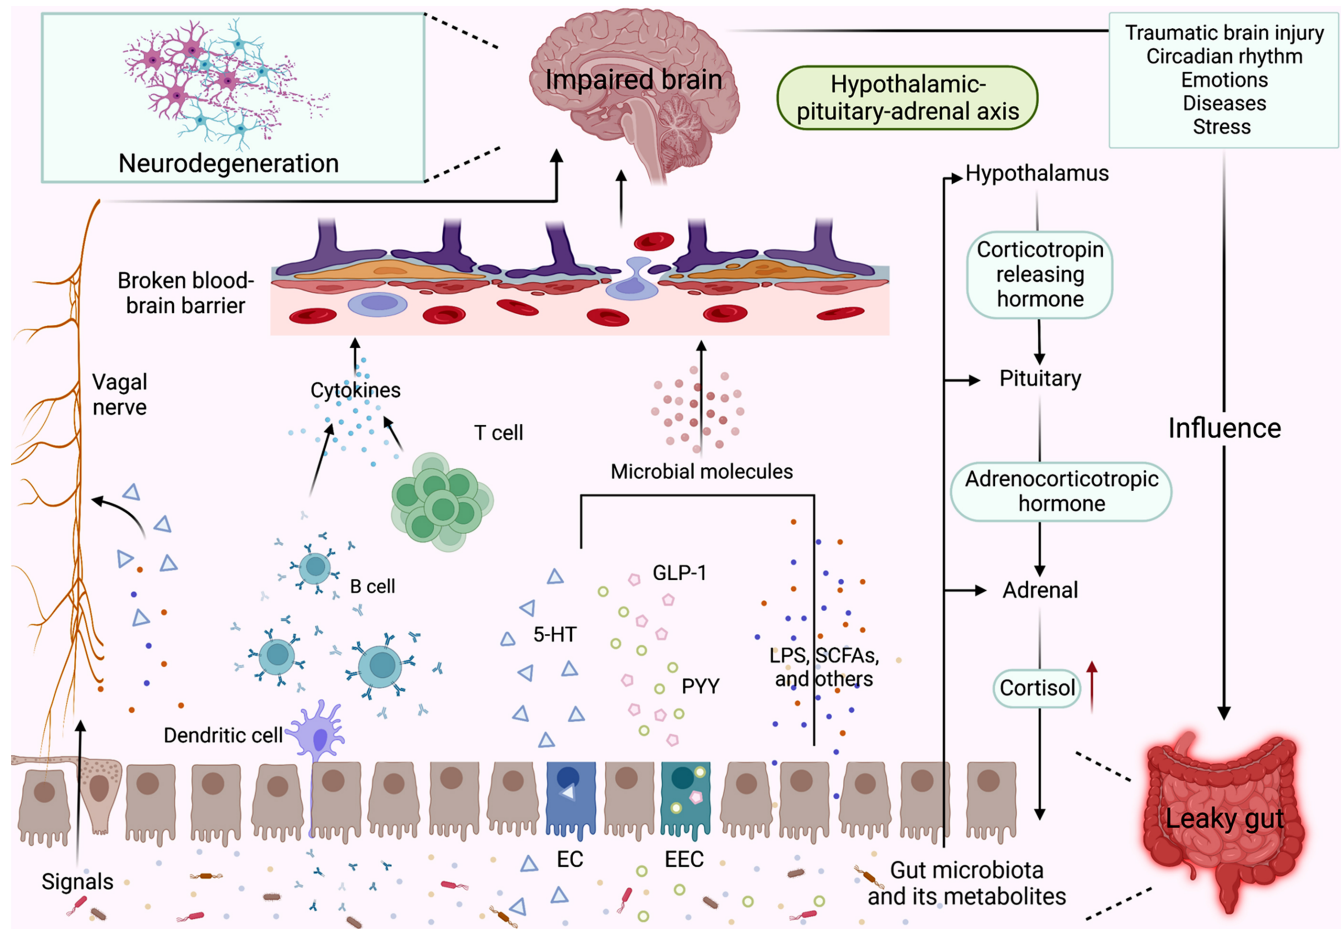 Neurodegeneration
Impaired brain
Hypothalamic-
pituitary-adrenal axis
Traumatic brain injury
Circadian rhythm
Emotions
Diseases
Stress
Broken blood-
brain barrier
Vagal
nerve
Cytokines
T cell
Microbial molecules
B cell
Dendritic cell
5-HT
GLP-1
PYY
LPS, SCFAs,
and others
Hypothalamus
Corticotropin
releasing
hormone
Pituitary
Adrenocorticotropic
hormone
Adrenal
Cortisol
Influence
Leaky gut
Signals
EC
EEC
Gut microbiota
and its metabolites